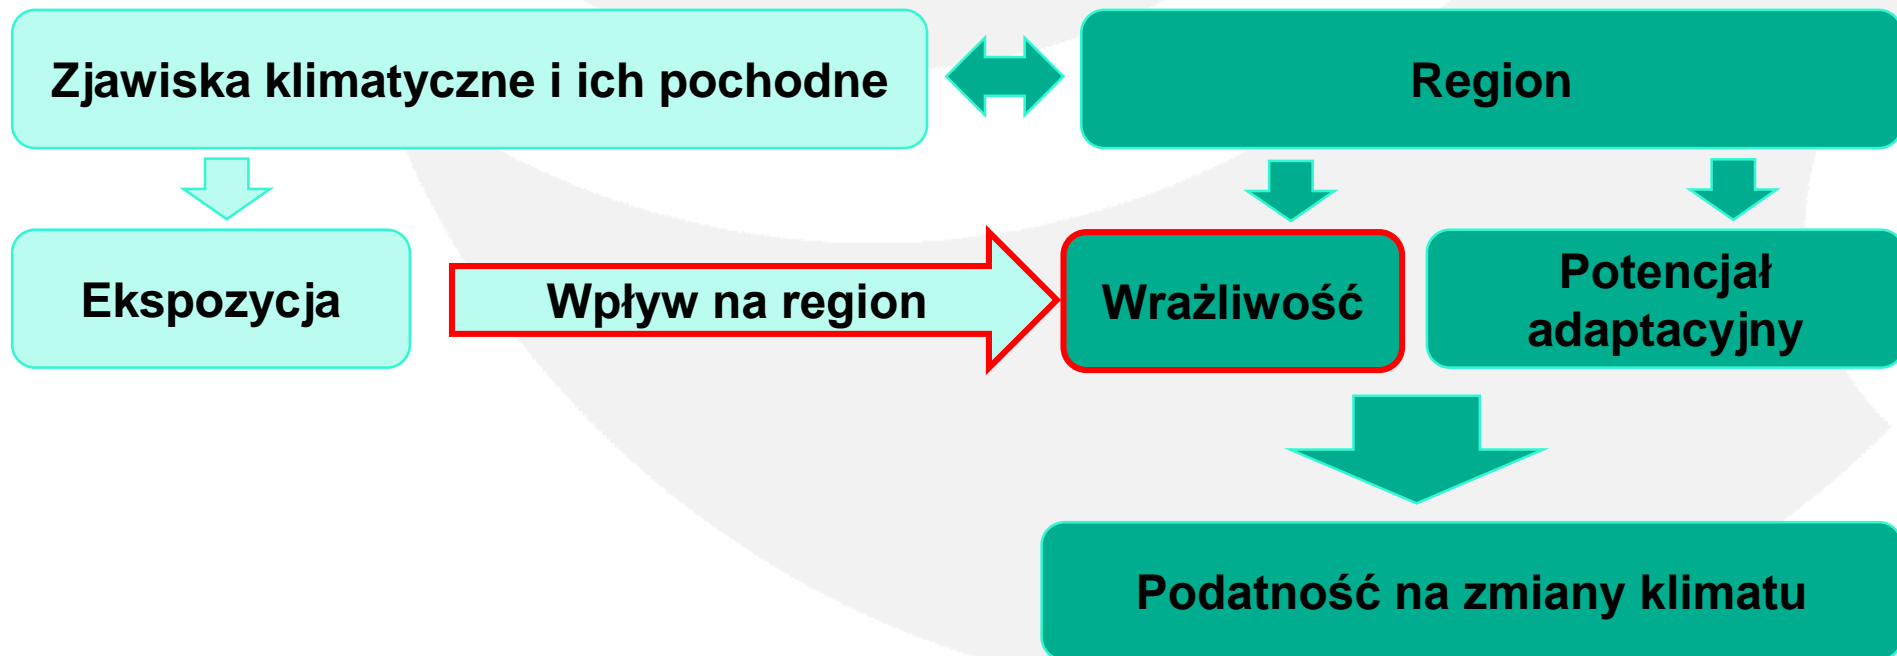 Zjawiska klimatyczne i ich pochodne
Region
Ekspozycja
Wpływ na region
Wrażliwość
Potencjał
adaptacyjny
Podatność na zmiany klimatu